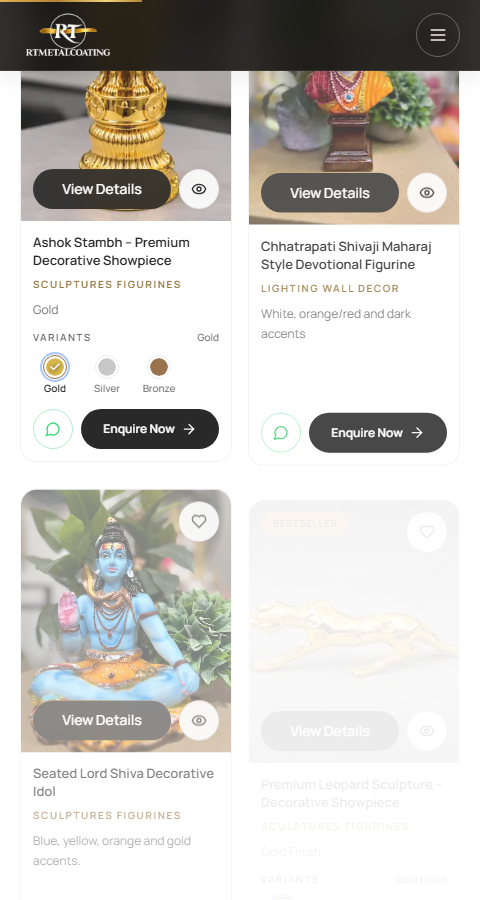 RT
RTMETALCOATING
View Details
Ashok Stambh – Premium
Decorative Showpiece
SCULPTURES FIGURINES
Gold
VARIANTS Gold
Gold Silver Bronze
Enquire Now
View Details
Chhatrapati Shivaji Maharaj
Style Devotional Figurine
LIGHTING WALL DECOR
White, orange/red and dark
accents
Enquire Now
View Details
Seated Lord Shiva Decorative
Idol
SCULPTURES FIGURINES
Blue, yellow, orange and gold
accents.
BESTSELLER
View Details
Premium Leopard Sculpture –
Decorative Showpiece
SCULPTURES FIGURINES
Gold Finish
VARIANTS Gold Finish